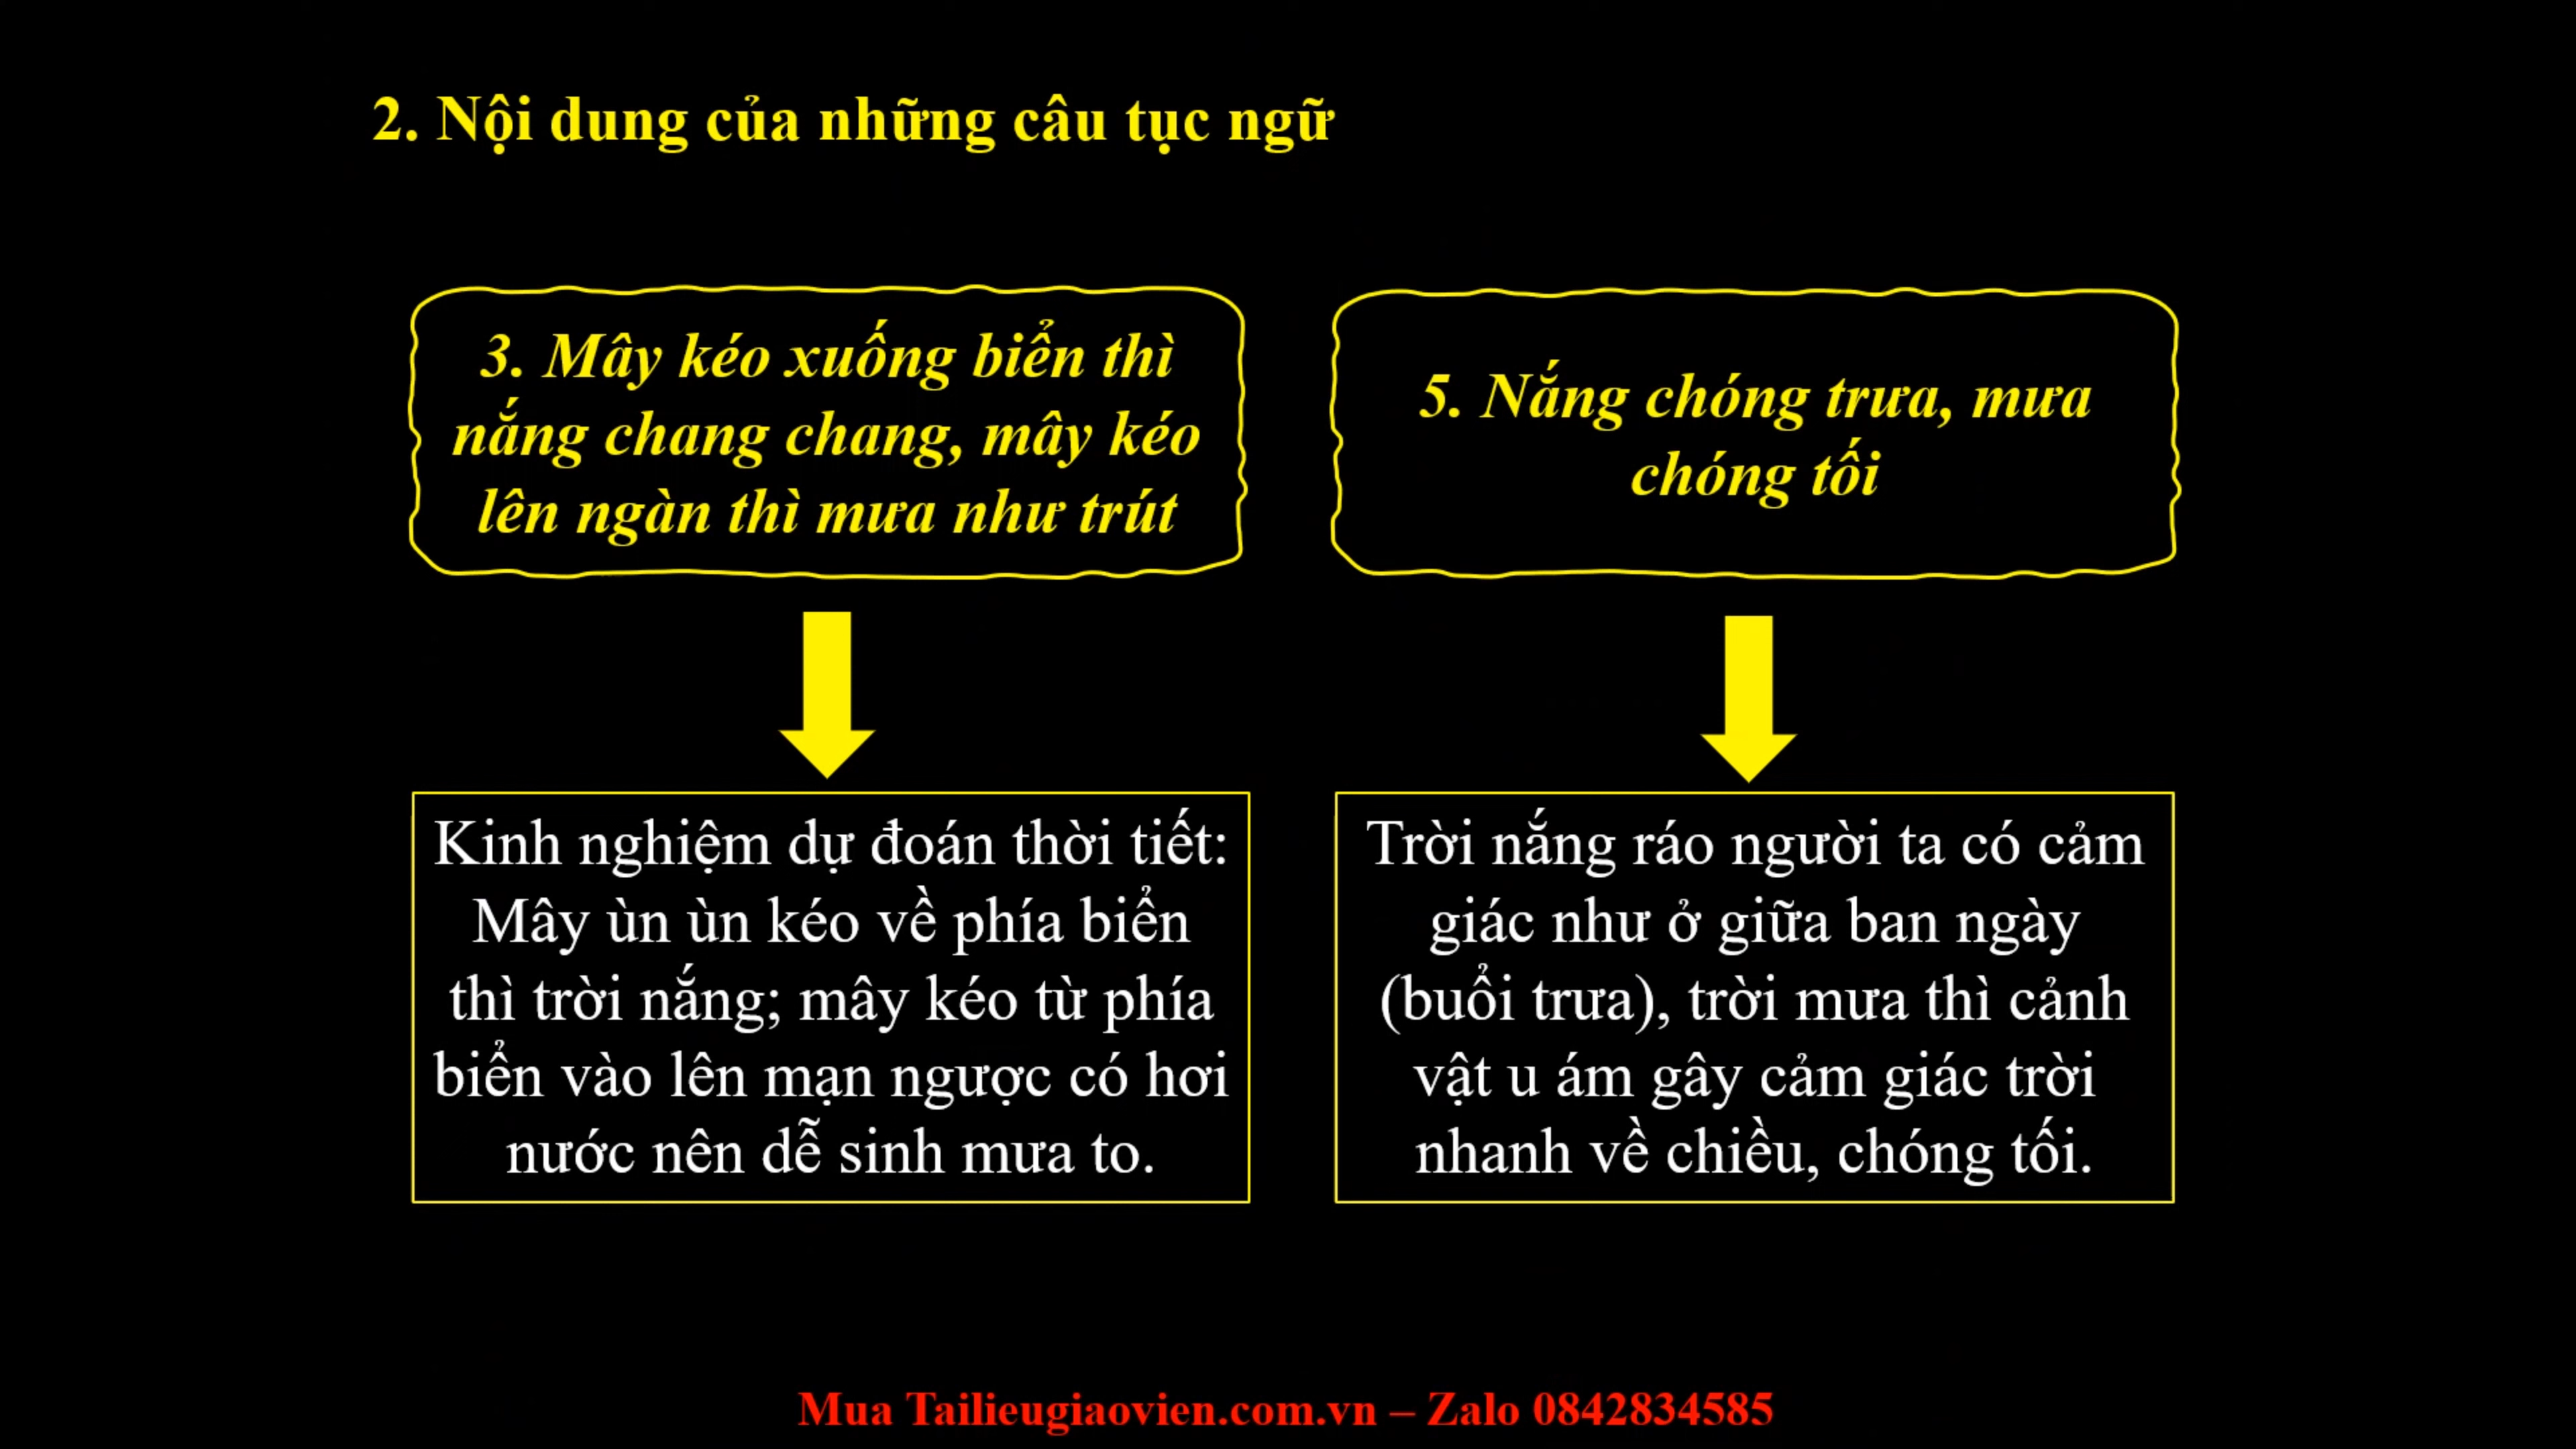 2. Nội dung của những câu tục ngữ
3. Mây kéo xuống biển thì
nắng chang chang, mây kéo
lên ngàn thì mưa như trút
5. Nắng chóng trưa, mưa
chóng tối
Kinh nghiệm dự đoán thời tiết:
Mây ùn ùn kéo về phía biển
thì trời nắng; mây kéo từ phía
biển vào lên mạn ngược có hơi
nước nên dễ sinh mưa to.
Trời nắng ráo người ta có cảm
giác như ở giữa ban ngày
(buổi trưa), trời mưa thì cảnh
vật u ám gây cảm giác trời
nhanh về chiều, chóng tối.
Mua Tailieugiaovien.com.vn – Zalo 0842834585